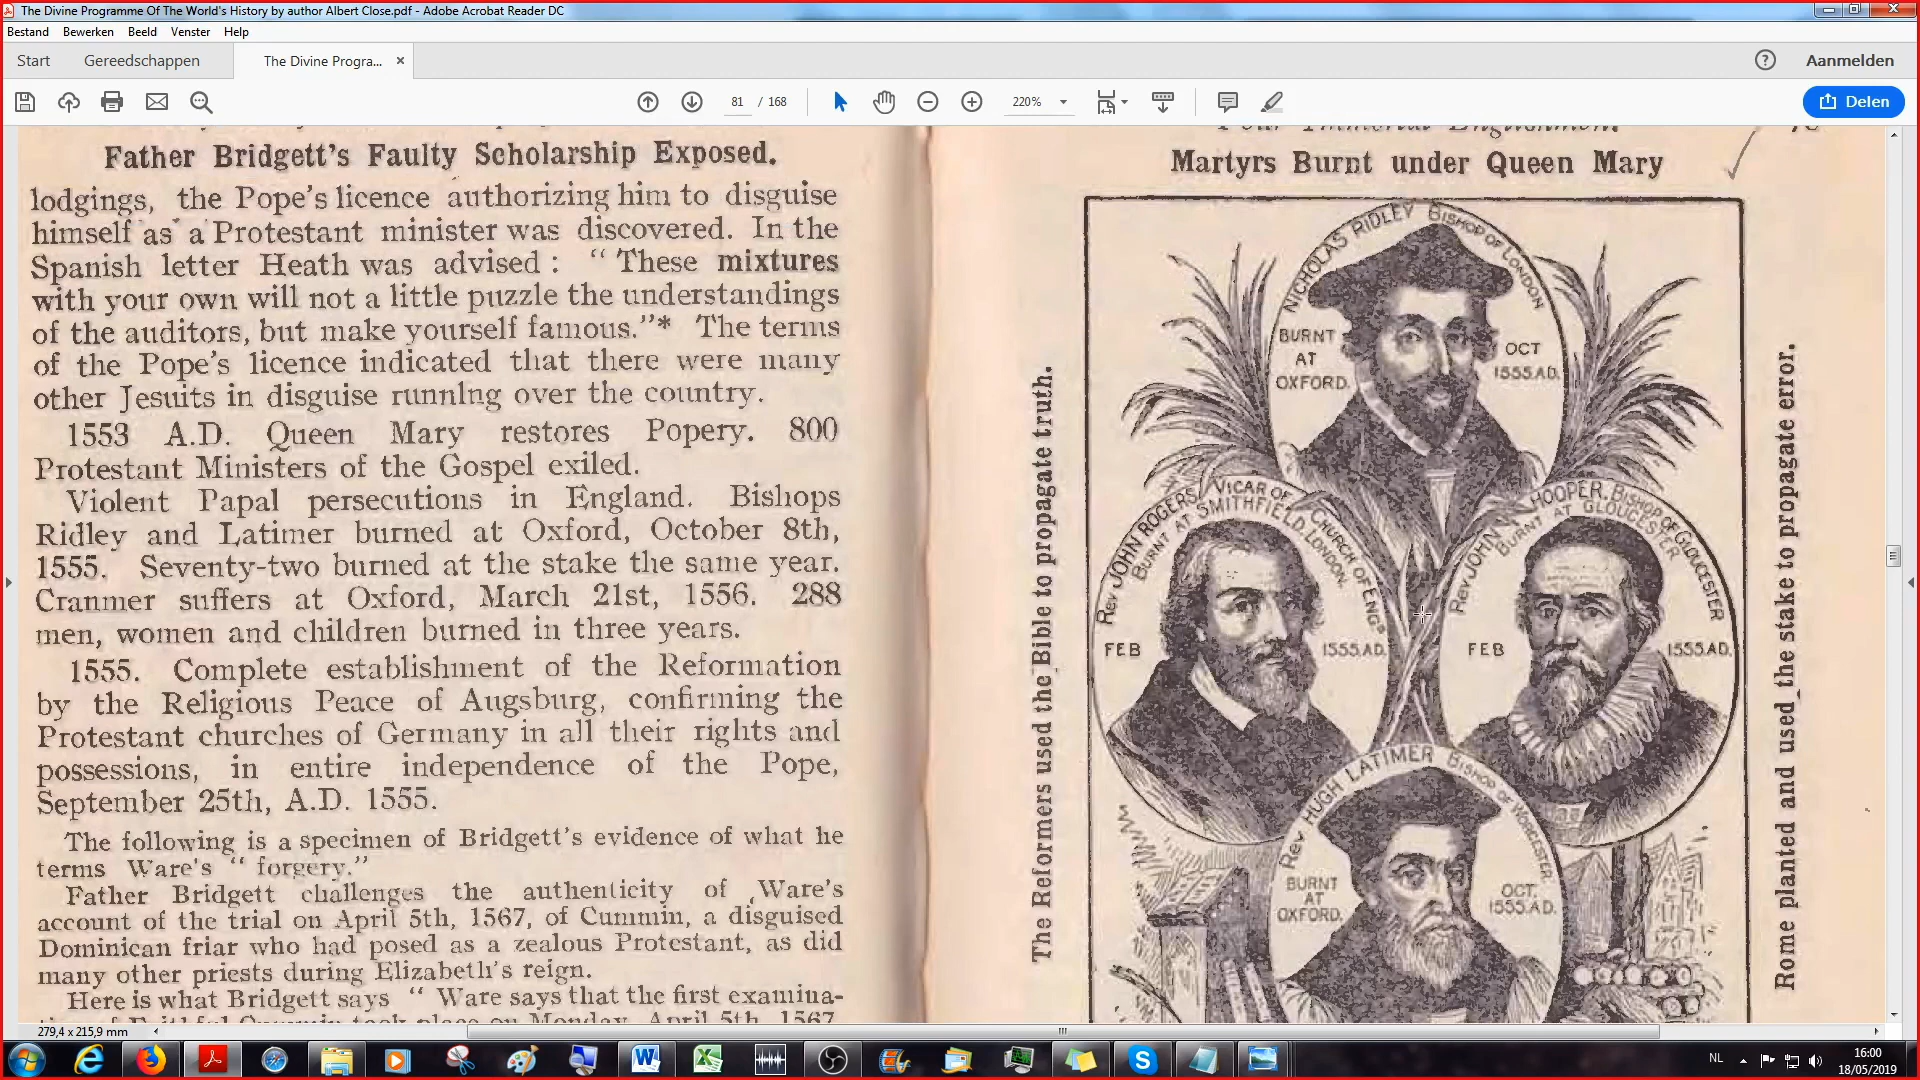 The Divine Programme Of The World's History by author Albert Close.pdf - Adobe Acrobat Reader DC
Bestand Bewerken Beeld Venster Help
Start Gereedschappen The Divine Progra... × Aanmelden
81 / 168 220% Delen
Father Bridgett's Faulty Scholarship Exposed.
lodgings, the Pope's licence authorizing him to disguise
himself as a Protestant minister was discovered. In the
Spanish letter Heath was advised : “ These mixtures
with your own will not a little puzzle the understandings
of the auditors, but make yourself famous.”* The terms
of the Pope's licence indicated that there were many
other Jesuits in disguise running over the country.
1553 A.D. Queen Mary restores Popery. 800
Protestant Ministers of the Gospel exiled.
Violent Papal persecutions in England. Bishops
Ridley and Latimer burned at Oxford, October 8th,
1555. Seventy-two burned at the stake the same year.
Cranmer suffers at Oxford, March 21st, 1556. 288
men, women and children burned in three years.
1555. Complete establishment of the Reformation
by the Religious Peace of Augsburg, confirming the
Protestant churches of Germany in all their rights and
possessions, in entire independence of the Pope,
September 25th, A.D. 1555.
The following is a specimen of Bridgett's evidence of what he
terms Ware's “ forgery.”
Father Bridgett challenges the authenticity of Ware's
account of the trial on April 5th, 1567, of Cummin, a disguised
Dominican friar who had posed as a zealous Protestant, as did
many other priests during Elizabeth's reign.
Here is what Bridgett says “ Ware says that the first examina-
took place on Monday, April 5th, 1567,
Four Immortal Englishmen.
Martyrs Burnt under Queen Mary
The Reformers used the Bible to propagate truth.
NICHOLAS RIDLEY BISHOP OF LONDON
BURNT AT OXFORD. OCT 1555 A.D.
REV JOHN ROGERS VICAR OF CHURCH OF ENGD
BURNT AT SMITHFIELD, LONDON.
FEB 1555 A.D.
REV JOHN HOOPER, BISHOP OF GLOUCESTER
BURNT AT GLOUCESTER
FEB 1555 A.D.
REV HUGH LATIMER BISHOP OF WORCESTER
BURNT AT OXFORD. OCT. 1555 A.D.
Rome planted and used the stake to propagate error.
279,4 x 215,9 mm
NL 16:00
18/05/2019